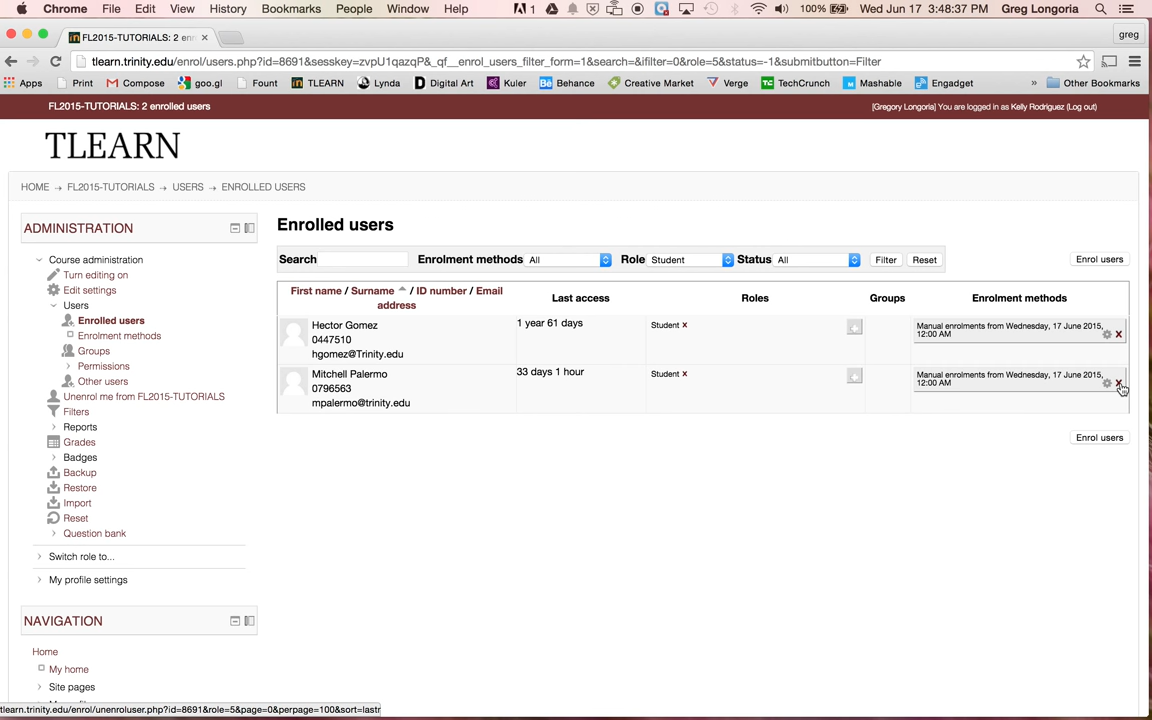 Chrome File Edit View History Bookmarks People Window Help 1 100% Wed Jun 17 3:48:37 PM Greg Longoria
FL2015-TUTORIALS: 2 enr greg
tlearn.trinity.edu/enrol/users.php?id=8691&sesskey=zvpU1qazqP&_qf__enrol_users_filter_form=1&search=&ifilter=0&role=5&status=-1&submitbutton=Filter
Apps Print Compose goo.gl Fount TLEARN Lynda Digital Art Kuler Behance Creative Market Verge TechCrunch Mashable Engadget » Other Bookmarks
FL2015-TUTORIALS: 2 enrolled users [Gregory Longoria] You are logged in as Kelly Rodriguez (Log out)
TLEARN
HOME → FL2015-TUTORIALS → USERS → ENROLLED USERS
ADMINISTRATION
Course administration
Turn editing on
Edit settings
Users
Enrolled users
Enrolment methods
Groups
Permissions
Other users
Unenrol me from FL2015-TUTORIALS
Filters
Reports
Grades
Badges
Backup
Restore
Import
Reset
Question bank
Switch role to...
My profile settings
NAVIGATION
Home
My home
Site pages
Enrolled users
Search Enrolment methods All Role Student Status All Filter Reset Enrol users
First name / Surname / ID number / Email address Last access Roles Groups Enrolment methods
Hector Gomez 1 year 61 days Student x Manual enrolments from Wednesday, 17 June 2015, 12:00 AM x
0447510
hgomez@Trinity.edu
Mitchell Palermo 33 days 1 hour Student x Manual enrolments from Wednesday, 17 June 2015, 12:00 AM x
0796563
mpalermo@trinity.edu
Enrol users
tlearn.trinity.edu/enrol/unenroluser.php?id=8691&role=5&page=0&perpage=100&sort=lastr